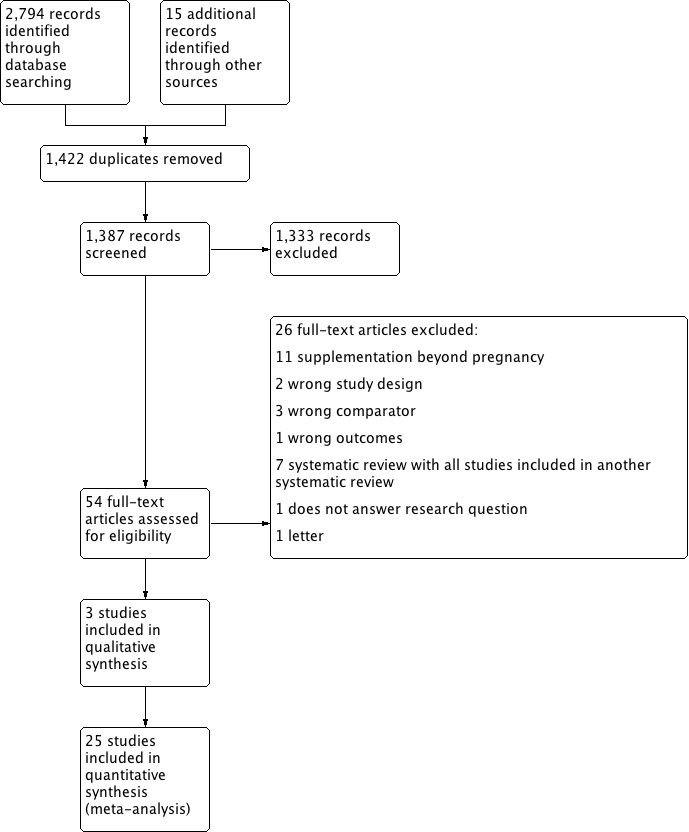 2,794 records
identified
through
database
searching
15 additional
records
identified
through other
sources
1,422 duplicates removed
1,387 records
screened
1,333 records
excluded
26 full-text articles excluded:
11 supplementation beyond pregnancy
2 wrong study design
3 wrong comparator
1 wrong outcomes
7 systematic review with all studies included in another
systematic review
1 does not answer research question
1 letter
54 full-text
articles assessed
for eligibility
3 studies
included in
qualitative
synthesis
25 studies
included in
quantitative
synthesis
(meta-analysis)